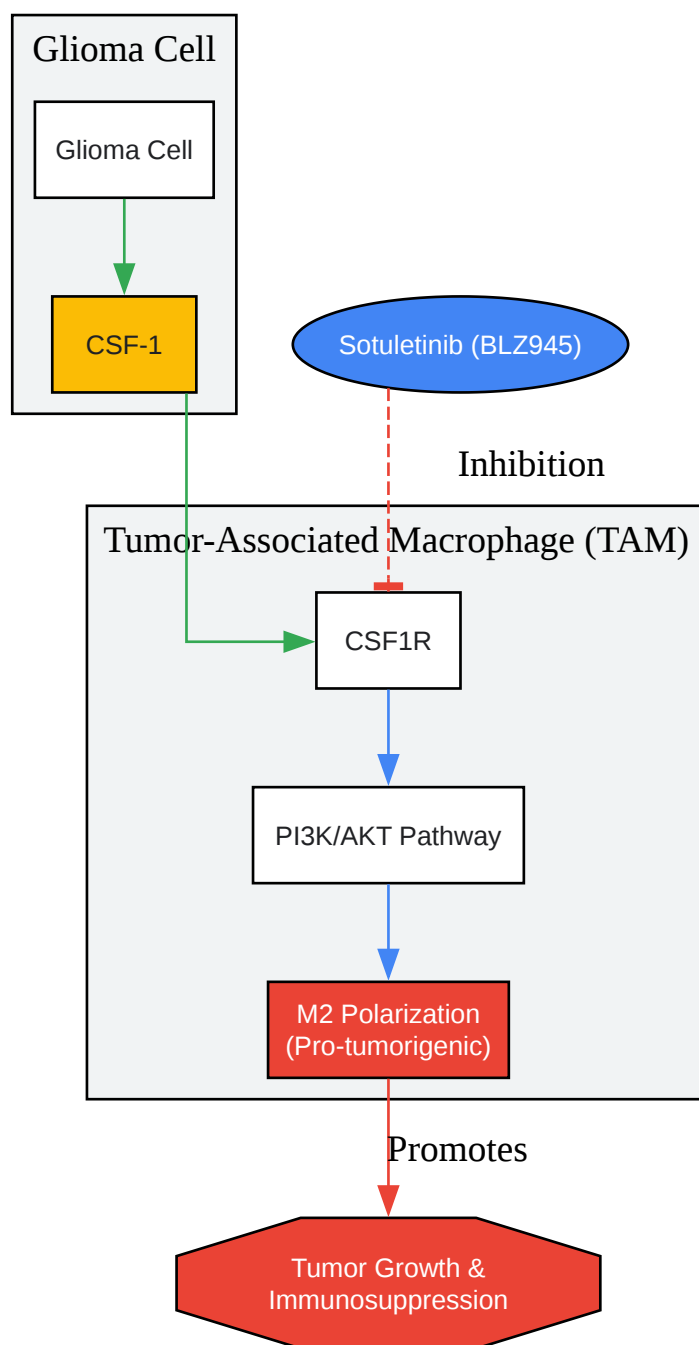 Glioma Cell
Glioma Cell
CSF-1
Sotuletinib (BLZ945)
Inhibition
Tumor-Associated Macrophage (TAM)
CSF1R
PI3K/AKT Pathway
M2 Polarization
(Pro-tumorigenic)
Promotes
Tumor Growth &
Immunosuppression